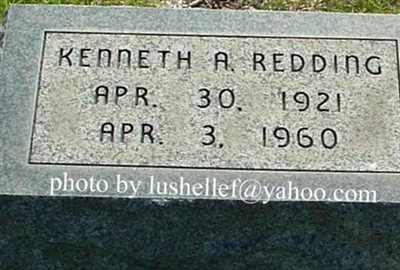 KENNETH A. REDDING
APR. 30, 1921
APR. 3, 1960
photo by lushellef@yahoo.com